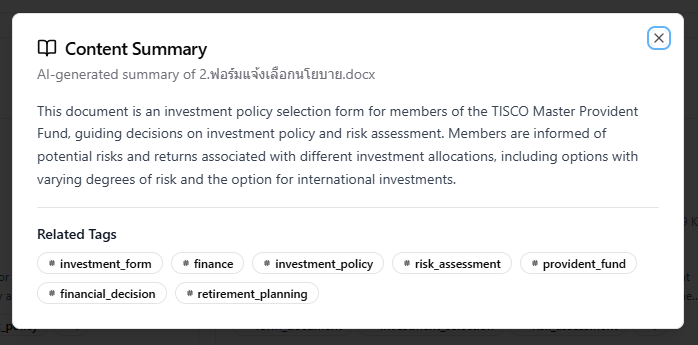 Content Summary
AI-generated summary of 2.ฟอร์มแจ้งเลือกนโยบาย.docx
This document is an investment policy selection form for members of the TISCO Master Provident
Fund, guiding decisions on investment policy and risk assessment. Members are informed of
potential risks and returns associated with different investment allocations, including options with
varying degrees of risk and the option for international investments.
Related Tags
# investment_form # finance # investment_policy # risk_assessment # provident_fund
# financial_decision # retirement_planning